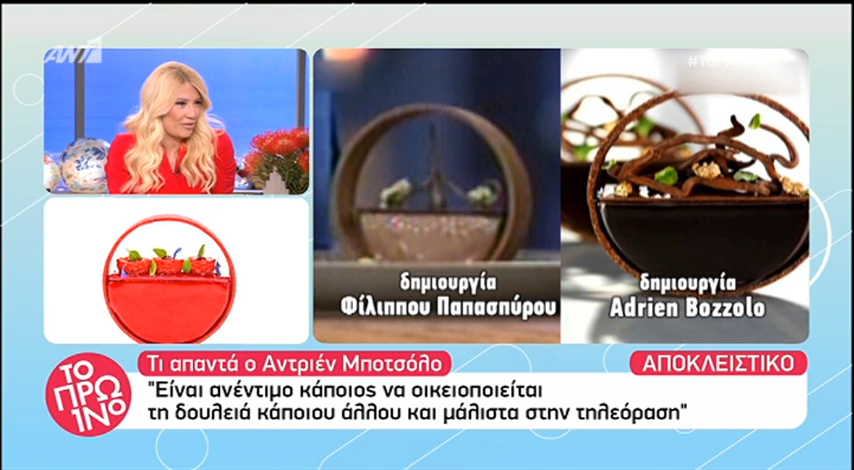 ΑΝΤ1
δημιουργία
Φίλιππου Παπασπύρου
δημιουργία
Adrien Bozzolo
Τι απαντά ο Αντριέν Μποτσόλο
ΑΠΟΚΛΕΙΣΤΙΚΟ
ΤΟ
ΠΡΩ
ΙΝΟ
"Είναι ανέντιμο κάποιος να οικειοποιείται
τη δουλειά κάποιου άλλου και μάλιστα στην τηλεόραση"